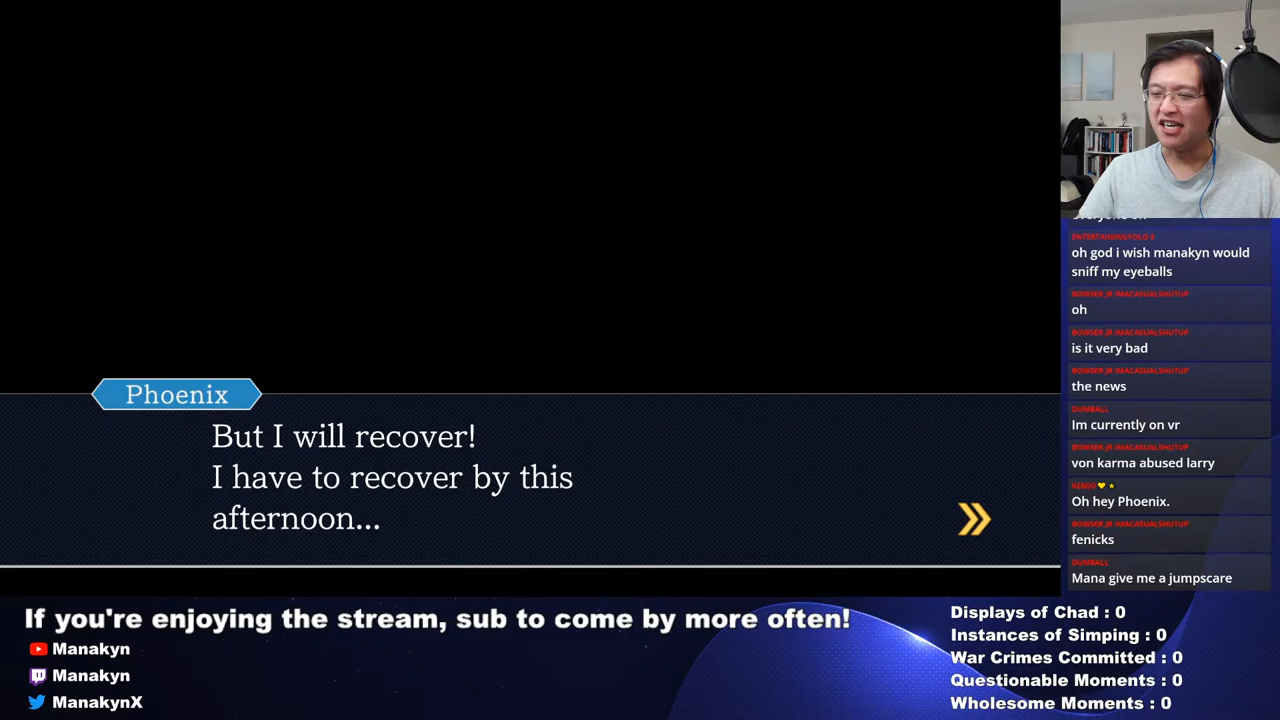 Phoenix
But I will recover!
I have to recover by this
afternoon...
ENTERTAININGYOLO 6
oh god i wish manakyn would
sniff my eyeballs
BOWSER JR IMACASUALSHUTUP
oh
BOWSER JR IMACASUALSHUTUP
is it very bad
BOWSER JR IMACASUALSHUTUP
the news
DUMBALL
Im currently on vr
BOWSER JR IMACASUALSHUTUP
von karma abused larry
Oh hey Phoenix.
BOWSER JR IMACASUALSHUTUP
fenicks
DUMBALL
Mana give me a jumpscare
If you're enjoying the stream, sub to come by more often!
Manakyn
Manakyn
ManakynX
Displays of Chad : 0
Instances of Simping : 0
War Crimes Committed : 0
Questionable Moments : 0
Wholesome Moments : 0